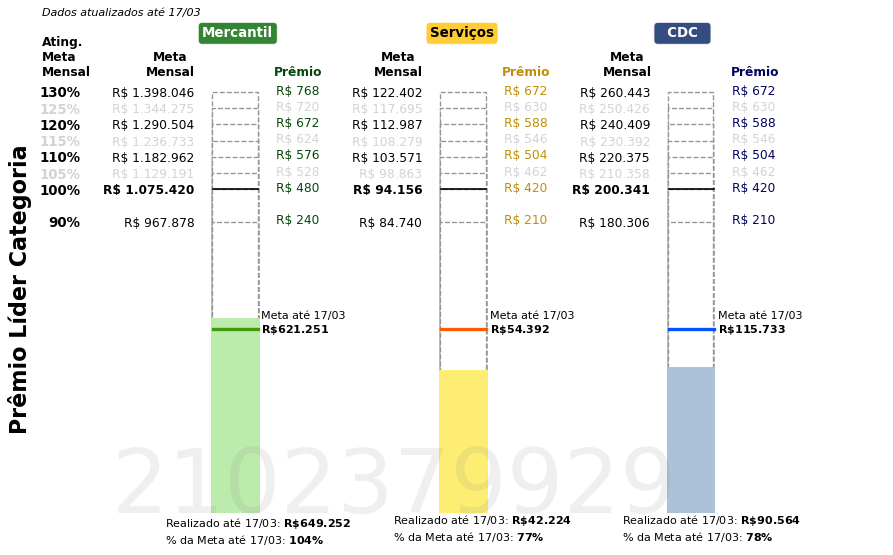 Dados atualizados até 17/03
Mercantil Serviços CDC
Ating. Meta Mensal
Meta Mensal Prêmio Meta Mensal Prêmio Meta Mensal Prêmio
130% R$ 1.398.046 R$ 768 R$ 122.402 R$ 672 R$ 260.443 R$ 672
125% R$ 1.344.275 R$ 720 R$ 117.695 R$ 630 R$ 250.426 R$ 630
120% R$ 1.290.504 R$ 672 R$ 112.987 R$ 588 R$ 240.409 R$ 588
115% R$ 1.236.733 R$ 624 R$ 108.279 R$ 546 R$ 230.392 R$ 546
110% R$ 1.182.962 R$ 576 R$ 103.571 R$ 504 R$ 220.375 R$ 504
105% R$ 1.129.191 R$ 528 R$ 98.863 R$ 462 R$ 210.358 R$ 462
100% R$ 1.075.420 R$ 480 R$ 94.156 R$ 420 R$ 200.341 R$ 420
90% R$ 967.878 R$ 240 R$ 84.740 R$ 210 R$ 180.306 R$ 210
Prêmio Líder Categoria
Meta até 17/03 Meta até 17/03 Meta até 17/03
R$621.251 R$54.392 R$115.733
2102379929
Realizado até 17/03: R$649.252 Realizado até 17/03: R$42.224 Realizado até 17/03: R$90.564
% da Meta até 17/03: 104% % da Meta até 17/03: 77% % da Meta até 17/03: 78%